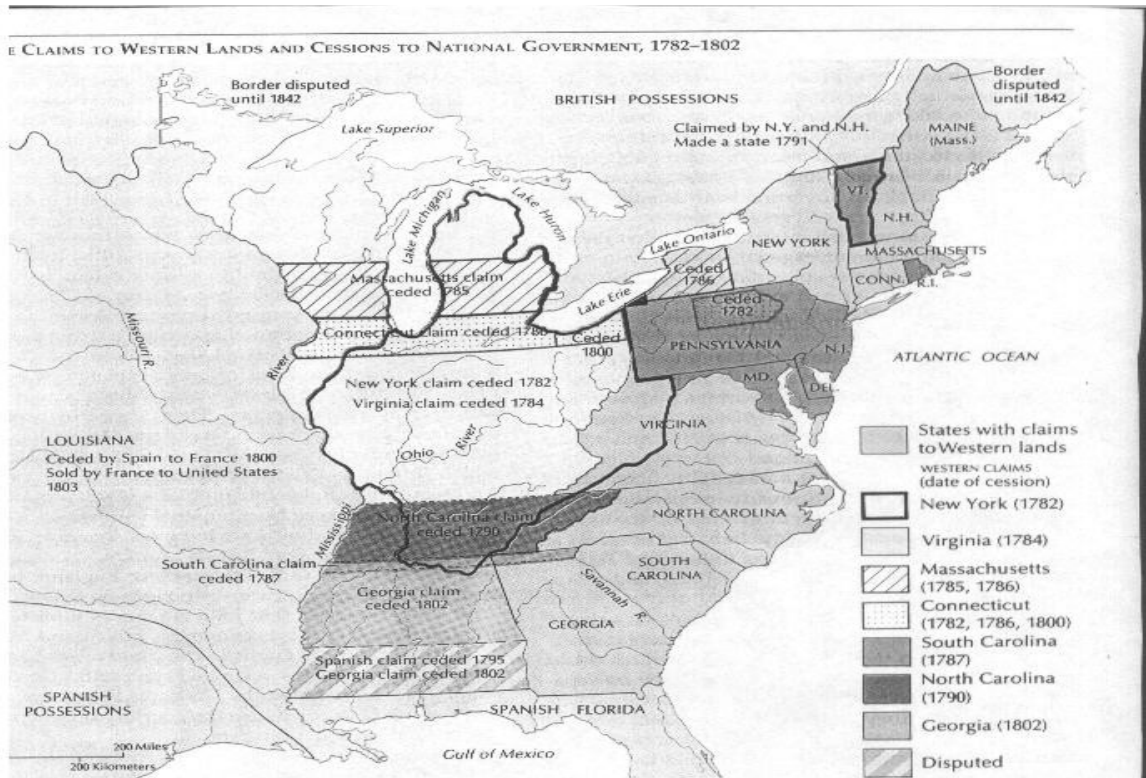 E CLAIMS TO WESTERN LANDS AND CESSIONS TO NATIONAL GOVERNMENT, 1782–1802
Border disputed
until 1842
BRITISH POSSESSIONS
Border
disputed
until 1842
Lake Superior
Claimed by N.Y. and N.H.
Made a state 1791
MAINE
(Mass.)
VT.
N.H.
Lake Michigan
Lake Huron
Lake Ontario
NEW YORK
MASSACHUSETTS
CONN.
R.I.
Massachusetts claim
ceded 1785
Ceded
1786
Lake Erie
Ceded
1782
Connecticut claim ceded 1786
Ceded
1800
PENNSYLVANIA
N.J.
Missouri R.
River
ATLANTIC OCEAN
MD.
DEL.
New York claim ceded 1782
Virginia claim ceded 1784
VIRGINIA
Ohio River
LOUISIANA
Ceded by Spain to France 1800
Sold by France to United States
1803
Mississippi
North Carolina claim
ceded 1790
NORTH CAROLINA
South Carolina claim
ceded 1787
SOUTH
CAROLINA
Savannah R.
Georgia claim
ceded 1802
GEORGIA
Spanish claim ceded 1795
Georgia claim ceded 1802
SPANISH
POSSESSIONS
SPANISH FLORIDA
Gulf of Mexico
200 Miles
200 Kilometers
States with claims
to Western lands
WESTERN CLAIMS
(date of cession)
New York (1782)
Virginia (1784)
Massachusetts
(1785, 1786)
Connecticut
(1782, 1786, 1800)
South Carolina
(1787)
North Carolina
(1790)
Georgia (1802)
Disputed